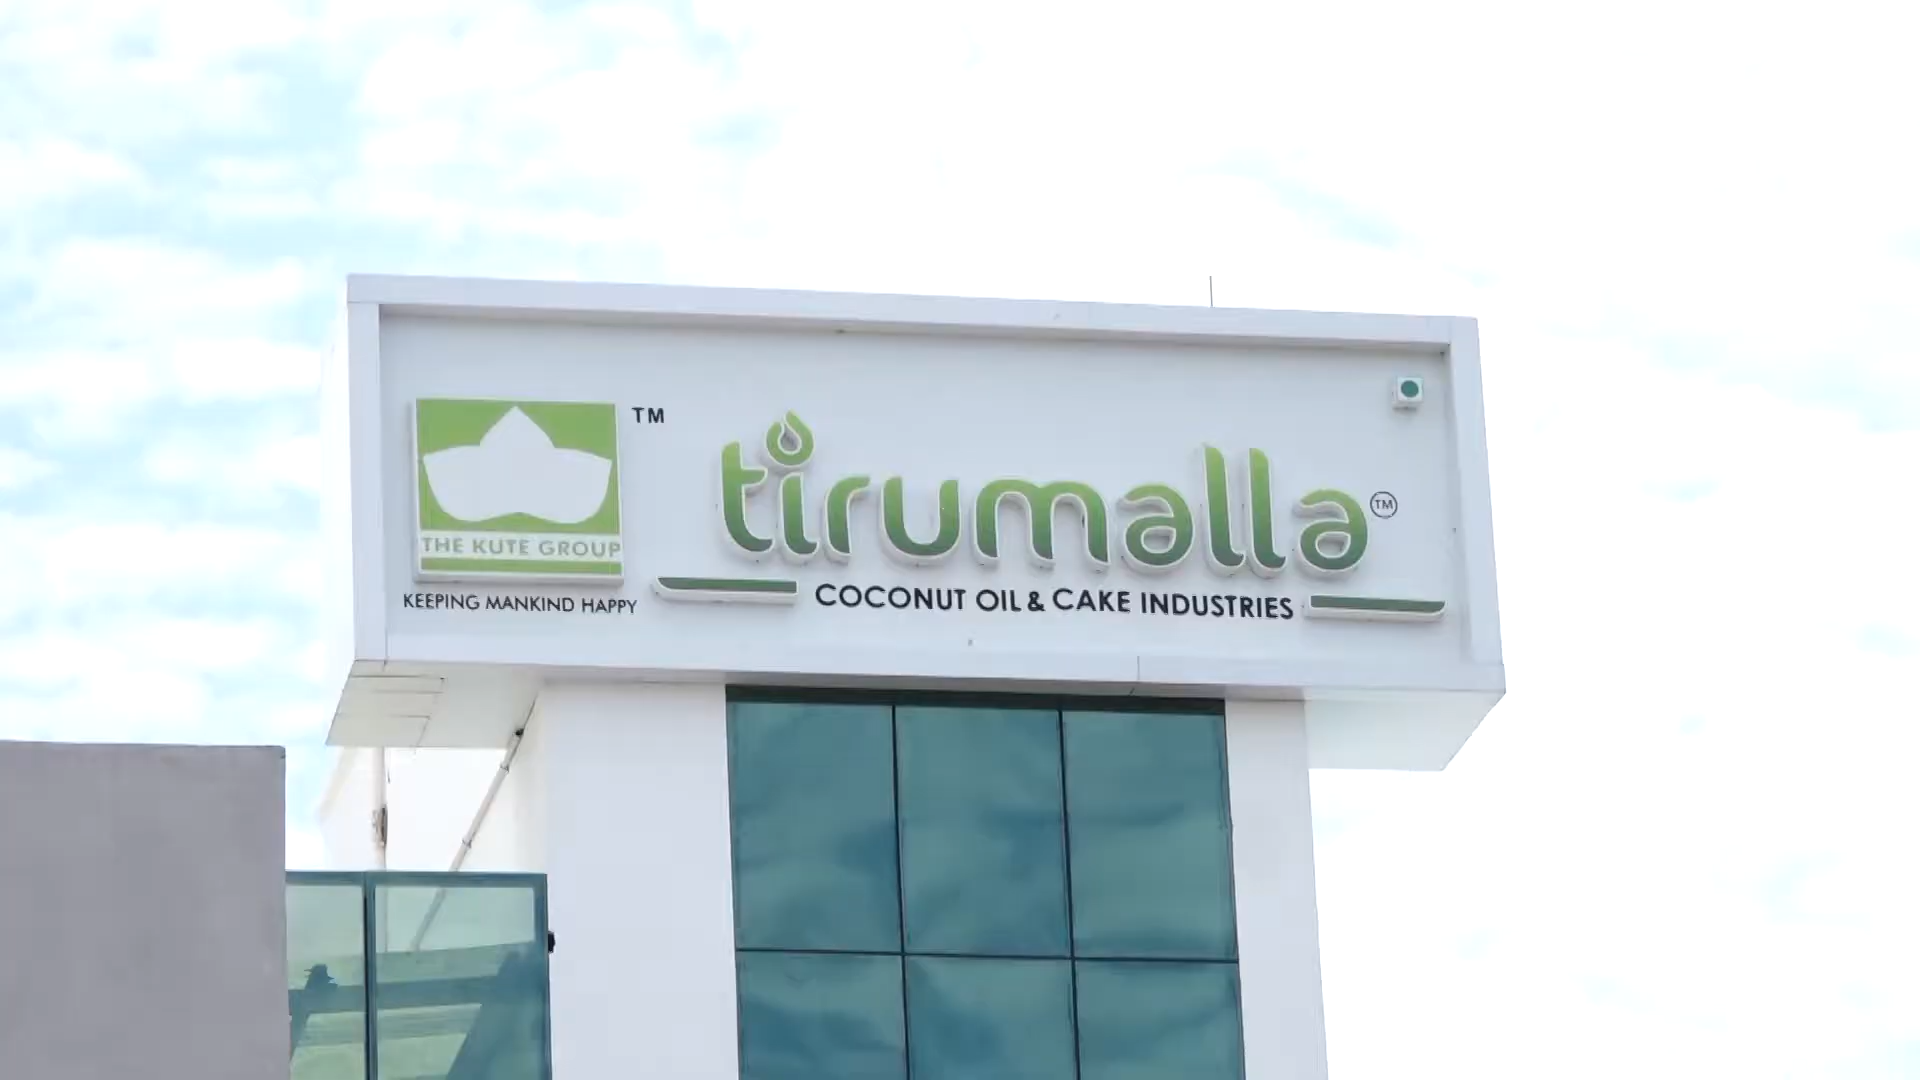 TM
THE KUTE GROUP
KEEPING MANKIND HAPPY
tirumalla TM
COCONUT OIL & CAKE INDUSTRIES